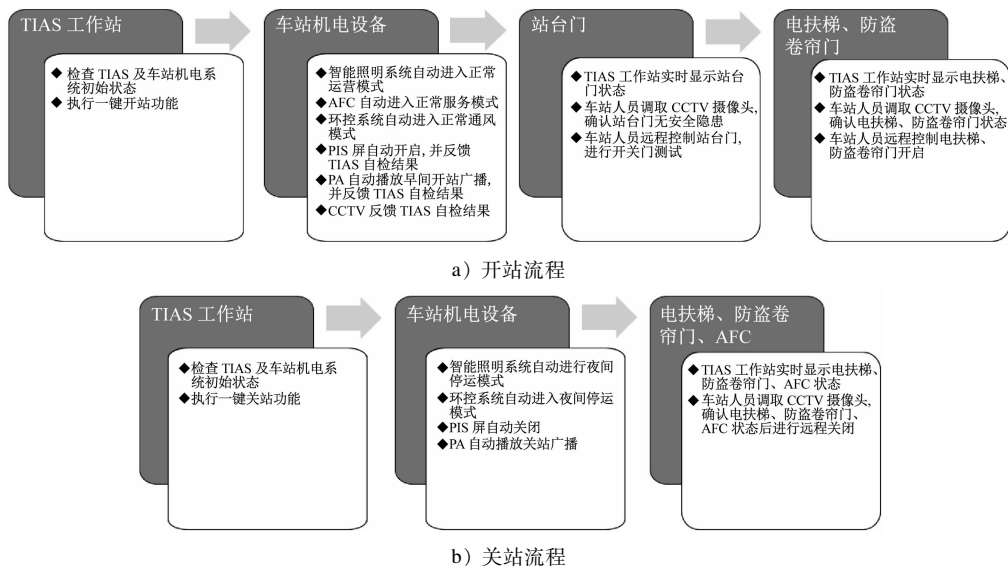 TIAS 工作站
◆检查 TIAS 及车站机电系
统初始状态
◆执行一键开站功能
车站机电设备
◆智能照明系统自动进入正常
运营模式
◆AFC 自动进入正常服务模式
◆环控系统自动进入正常通风
模式
◆PIS 屏自动开启, 并反馈
TIAS 自检结果
◆PA 自动播放早间开站广播,
并反馈 TIAS 自检结果
◆CCTV 反馈 TIAS 自检结果
站台门
◆TIAS 工作站实时显示站台
门状态
◆车站人员调取 CCTV 摄像头,
确认站台门无安全隐患
◆车站人员远程控制站台门,
进行开关门测试
电扶梯、防盗
卷帘门
◆TIAS 工作站实时显示电扶梯、
防盗卷帘门状态
◆车站人员调取 CCTV 摄像头,
确认电扶梯、防盗卷帘门状态
◆车站人员远程控制电扶梯、
防盗卷帘门开启
a）开站流程
TIAS 工作站
◆检查 TIAS 及车站机电系
统初始状态
◆执行一键关站功能
车站机电设备
◆智能照明系统自动进行夜间
停运模式
◆环控系统自动进入夜间停运
模式
◆PIS 屏自动关闭
◆PA 自动播放关站广播
电扶梯、防盗卷
帘门、AFC
◆TIAS 工作站实时显示电扶梯、
防盗卷帘门、AFC 状态
◆车站人员调取 CCTV 摄像头,
确认电扶梯、防盗卷帘门、
AFC 状态后进行远程关闭
b）关站流程